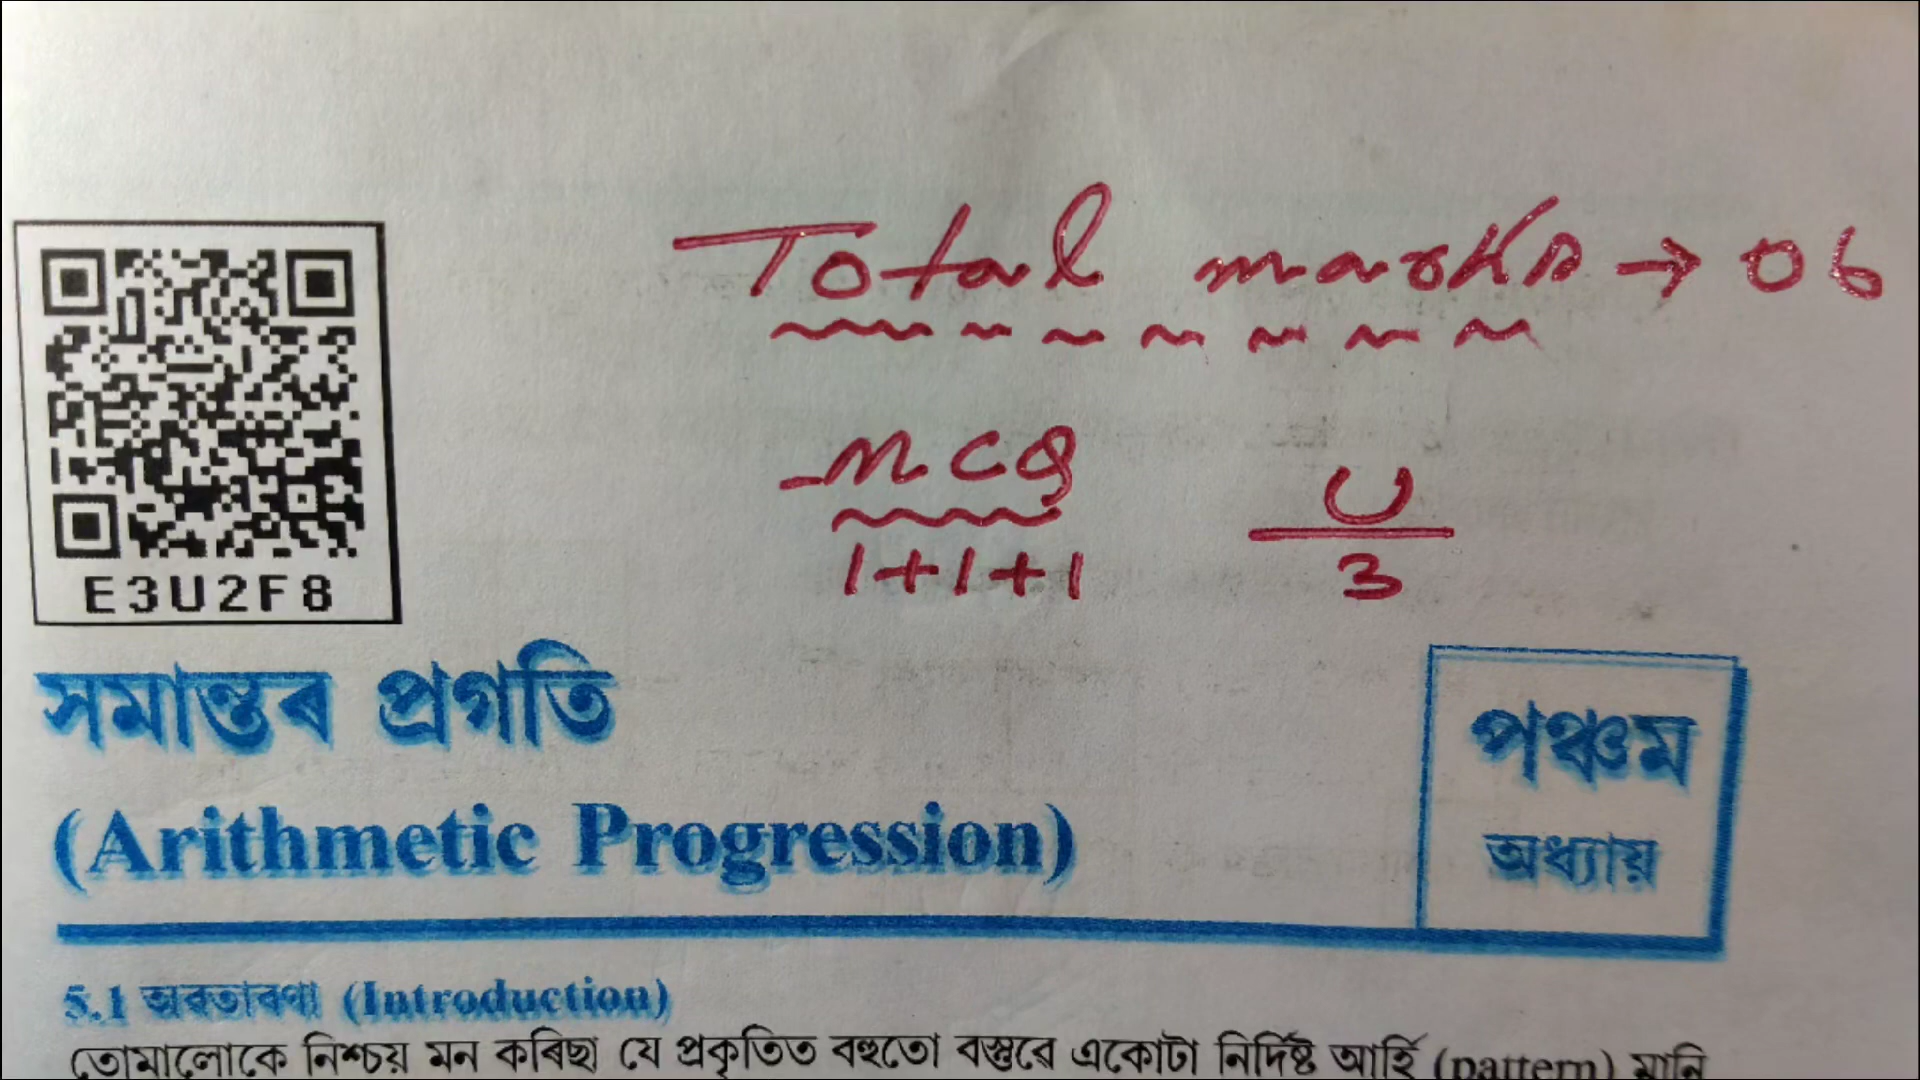 Total marks → 06
MCQ U
1+1+1 3
E3U2F8
সমান্তৰ প্ৰগতি
(Arithmetic Progression)
পঞ্চম
অধ্যায়
5.1 অৱতাৰণা (Introduction)
তোমালোকে নিশ্চয় মন কৰিছা যে প্ৰকৃতিত বহুতো বস্তুৱে একোটা নিৰ্দিষ্ট আৰ্হি (pattern) মানি